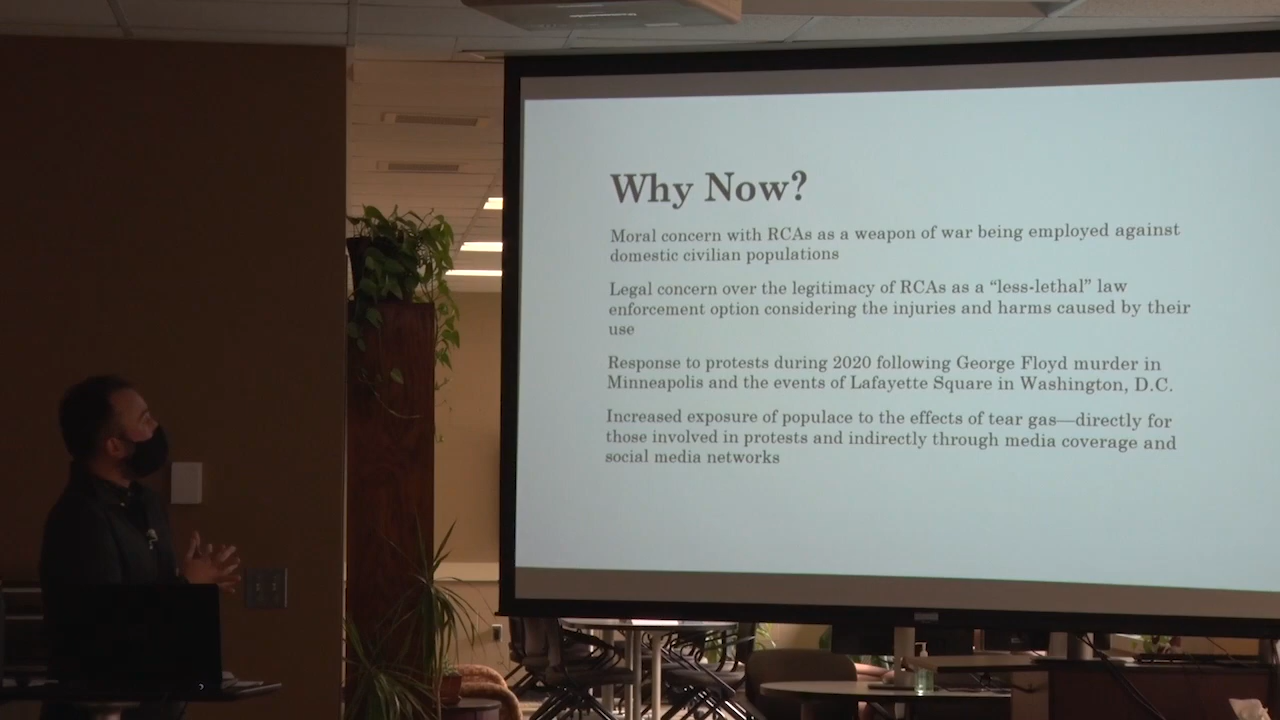 Why Now?
Moral concern with RCAs as a weapon of war being employed against
domestic civilian populations
Legal concern over the legitimacy of RCAs as a “less-lethal” law
enforcement option considering the injuries and harms caused by their
use
Response to protests during 2020 following George Floyd murder in
Minneapolis and the events of Lafayette Square in Washington, D.C.
Increased exposure of populace to the effects of tear gas—directly for
those involved in protests and indirectly through media coverage and
social media networks